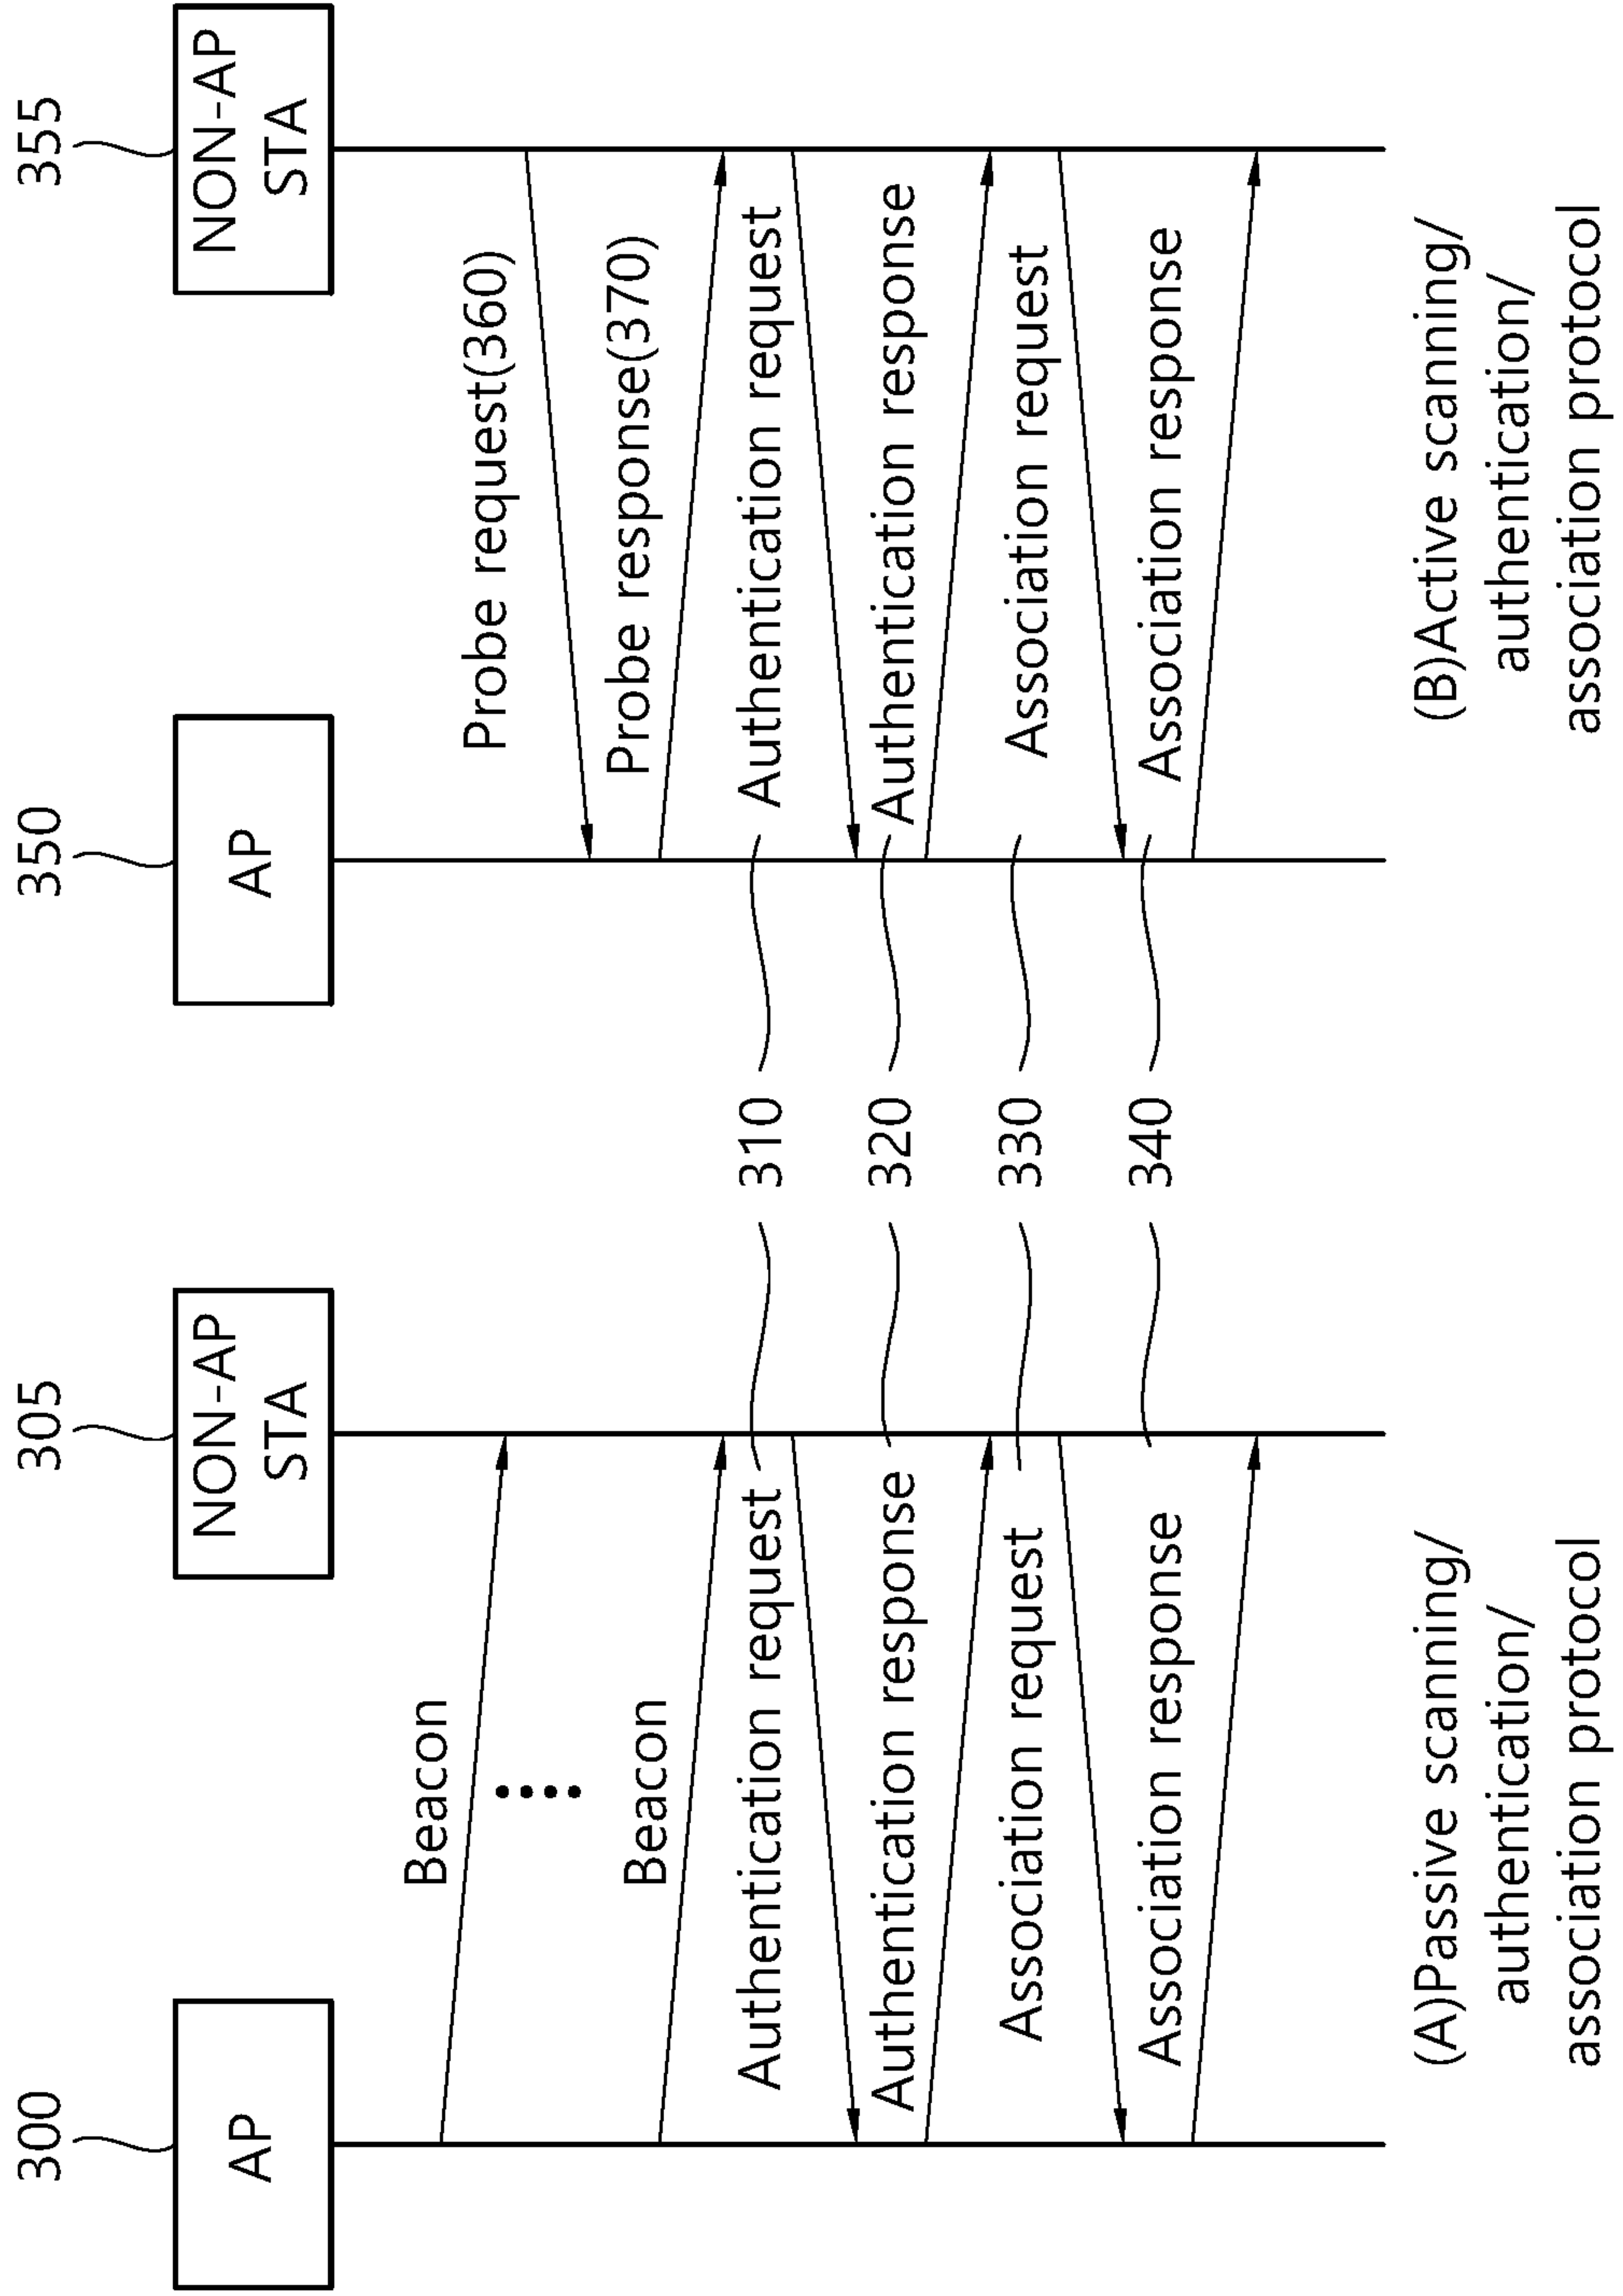 300
305
350
355
AP
NON-AP
STA
AP
NON-AP
STA
Beacon
Beacon
Authentication request
Authentication response
Association request
Association response
310
320
330
340
Probe request(360)
Probe response(370)
Authentication request
Authentication response
Association request
Association response
(A)Passive scanning/
authentication/
association protocol
(B)Active scanning/
authentication/
association protocol